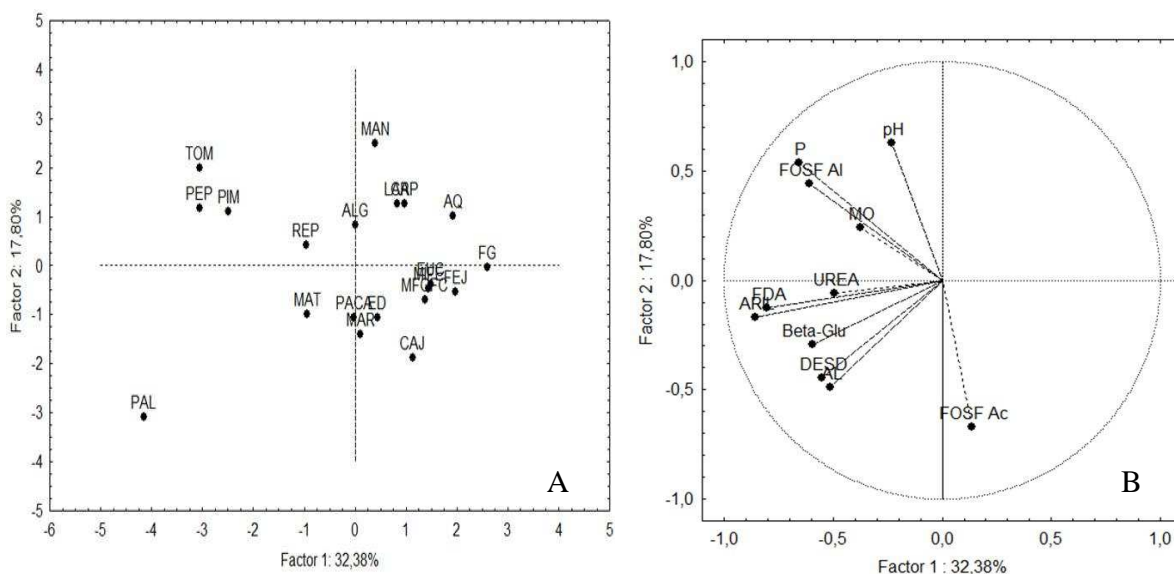 5
4
3
2
1
0
-1
-2
-3
-4
-5
Factor 2: 17,80%
MAN
TOM
PEP
PIM
ALG
AQ
REP
FG
FEJ
MAT
PACA
ED
MAR
CAJ
PAL
A
-6 -5 -4 -3 -2 -1 0 1 2 3 4 5
Factor 1: 32,38%
1,0
0,5
0,0
-0,5
-1,0
Factor 2 : 17,80%
pH
P
FOSF Al
MO
UREA
FDA
Beta-Glu
DESD
AL
FOSF Ac
B
-1,0 -0,5 0,0 0,5 1,0
Factor 1 : 32,38%